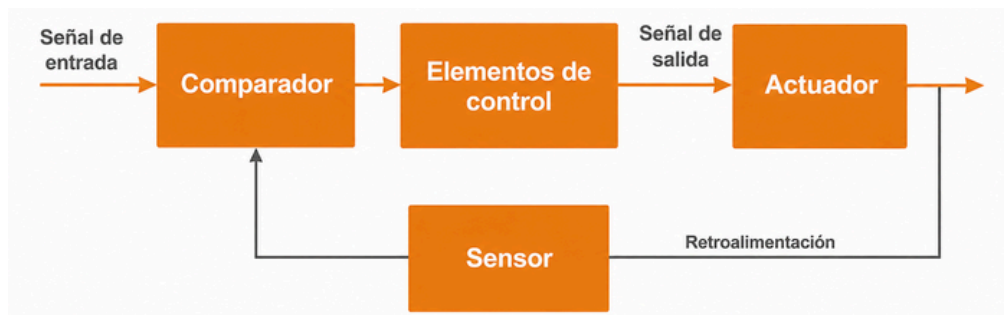 Señal de
entrada
Comparador
Elementos de
control
Señal de
salida
Actuador
Sensor
Retroalimentación